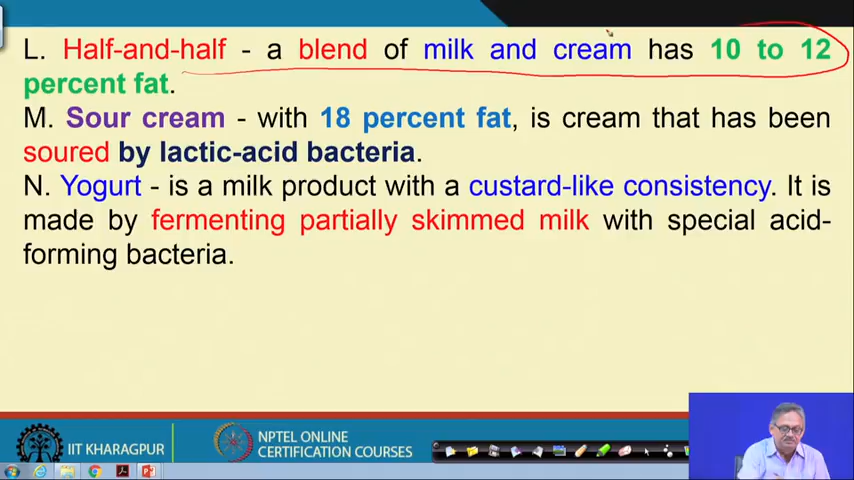 L. Half-and-half - a blend of milk and cream has 10 to 12
percent fat.
M. Sour cream - with 18 percent fat, is cream that has been
soured by lactic-acid bacteria.
N. Yogurt - is a milk product with a custard-like consistency. It is
made by fermenting partially skimmed milk with special acid-
forming bacteria.
IIT KHARAGPUR
NPTEL ONLINE
CERTIFICATION COURSES